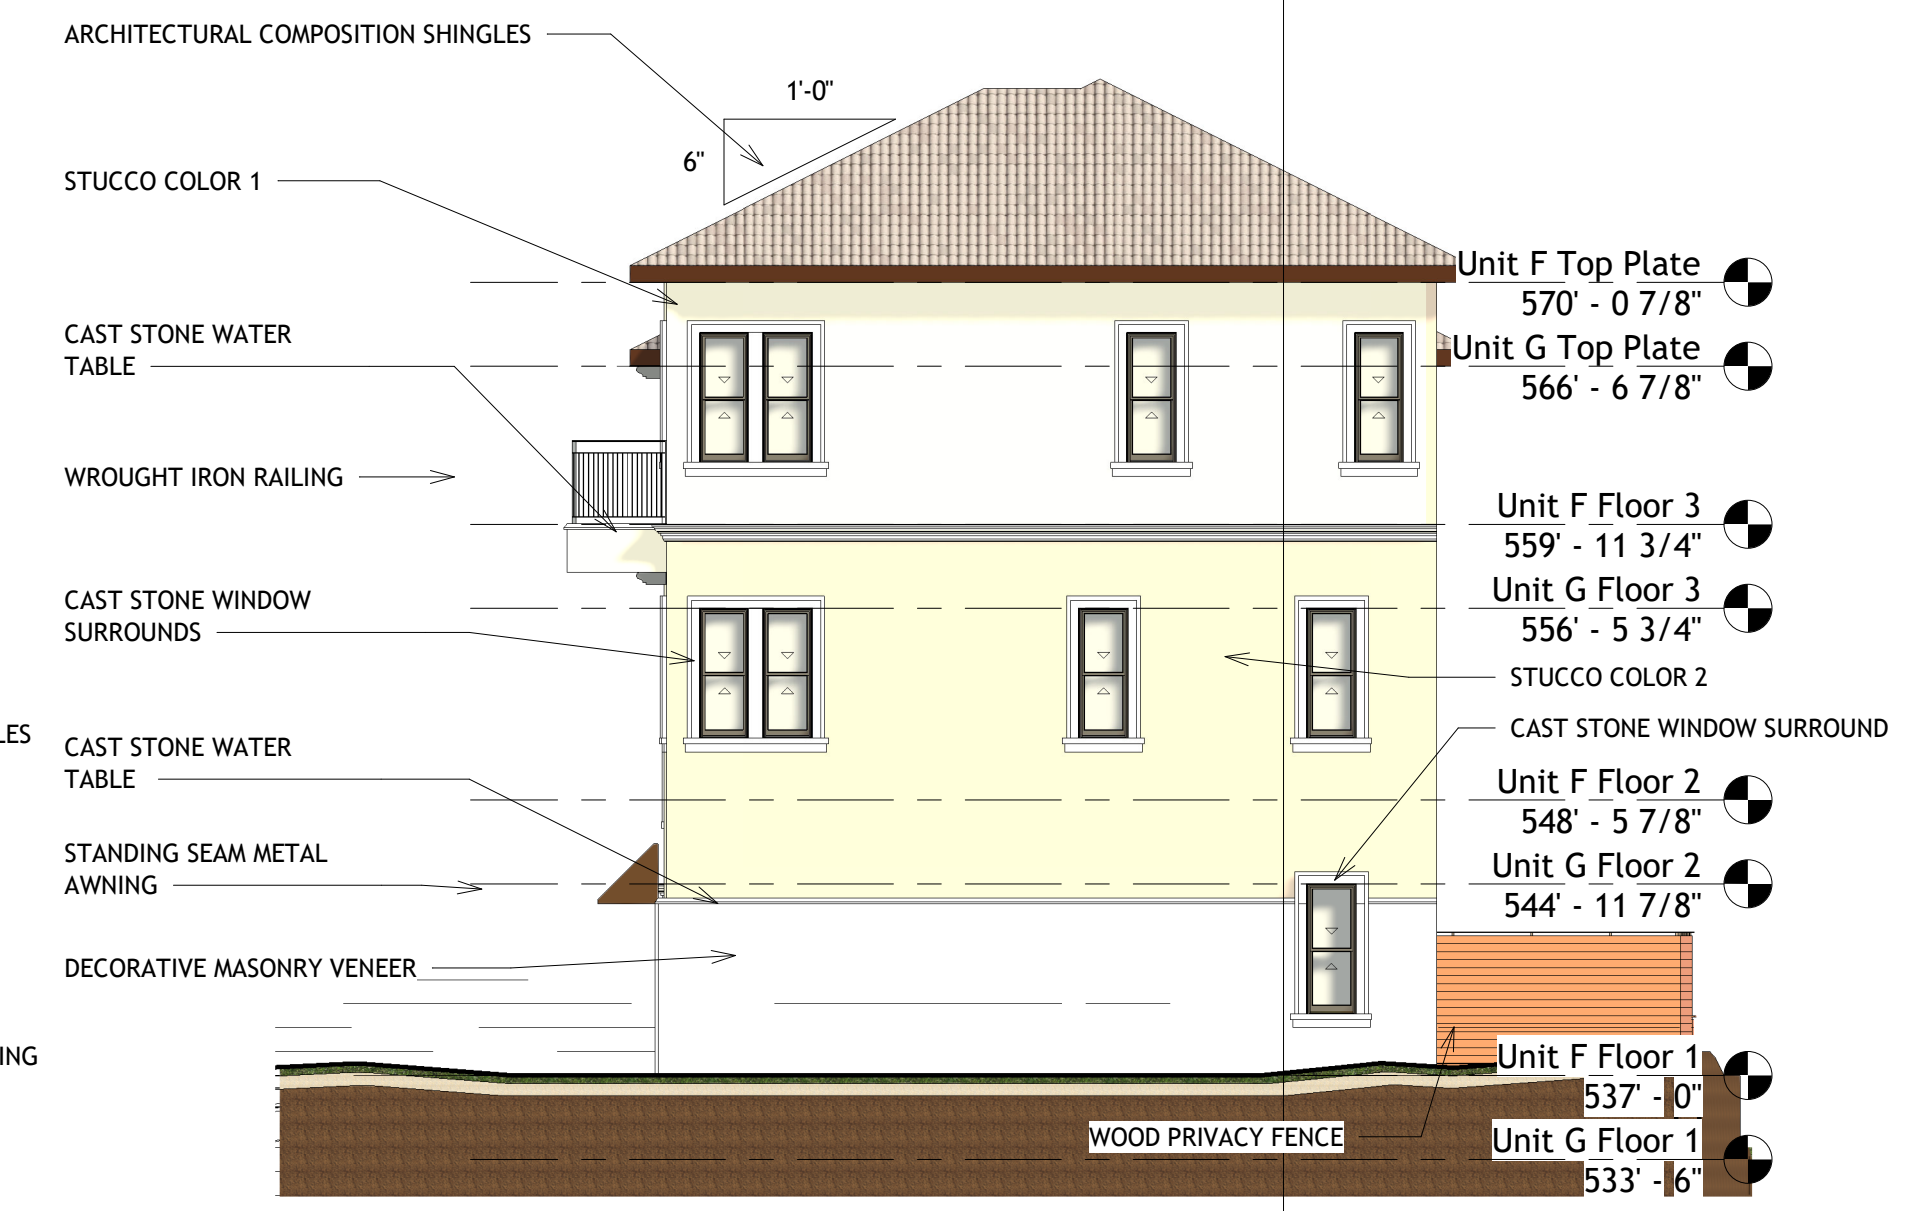 ARCHITECTURAL COMPOSITION SHINGLES
1'-0"
6"
STUCCO COLOR 1
Unit F Top Plate
570' - 0 7/8"
CAST STONE WATER
TABLE
Unit G Top Plate
566' - 6 7/8"
WROUGHT IRON RAILING
Unit F Floor 3
559' - 11 3/4"
CAST STONE WINDOW
SURROUNDS
Unit G Floor 3
556' - 5 3/4"
STUCCO COLOR 2
CAST STONE WINDOW SURROUND
LES
CAST STONE WATER
TABLE
Unit F Floor 2
548' - 5 7/8"
STANDING SEAM METAL
AWNING
Unit G Floor 2
544' - 11 7/8"
DECORATIVE MASONRY VENEER
ING
Unit F Floor 1
537' - 0"
WOOD PRIVACY FENCE
Unit G Floor 1
533' - 6"